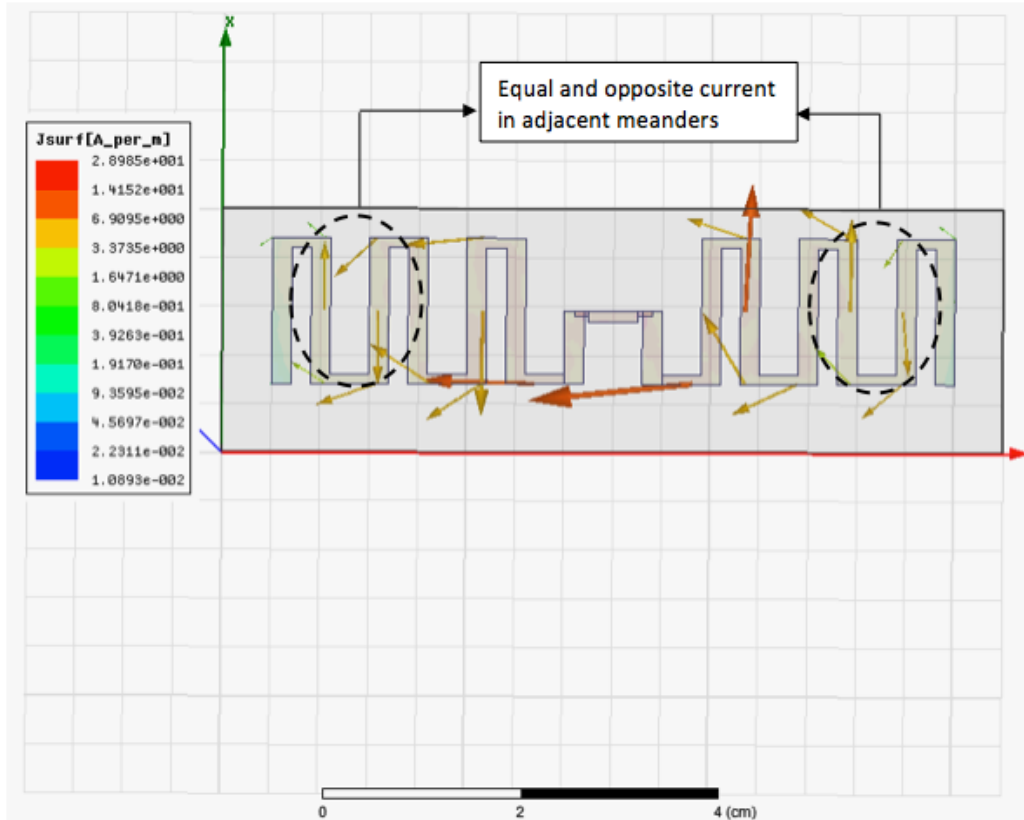 X
Equal and opposite current
in adjacent meanders
Jsurf[A_per_m]
2.8985e+001
1.4152e+001
6.9095e+000
3.3735e+000
1.6471e+000
8.0418e-001
3.9263e-001
1.9170e-001
9.3595e-002
4.5697e-002
2.2311e-002
1.0893e-002
0 2 4 (cm)